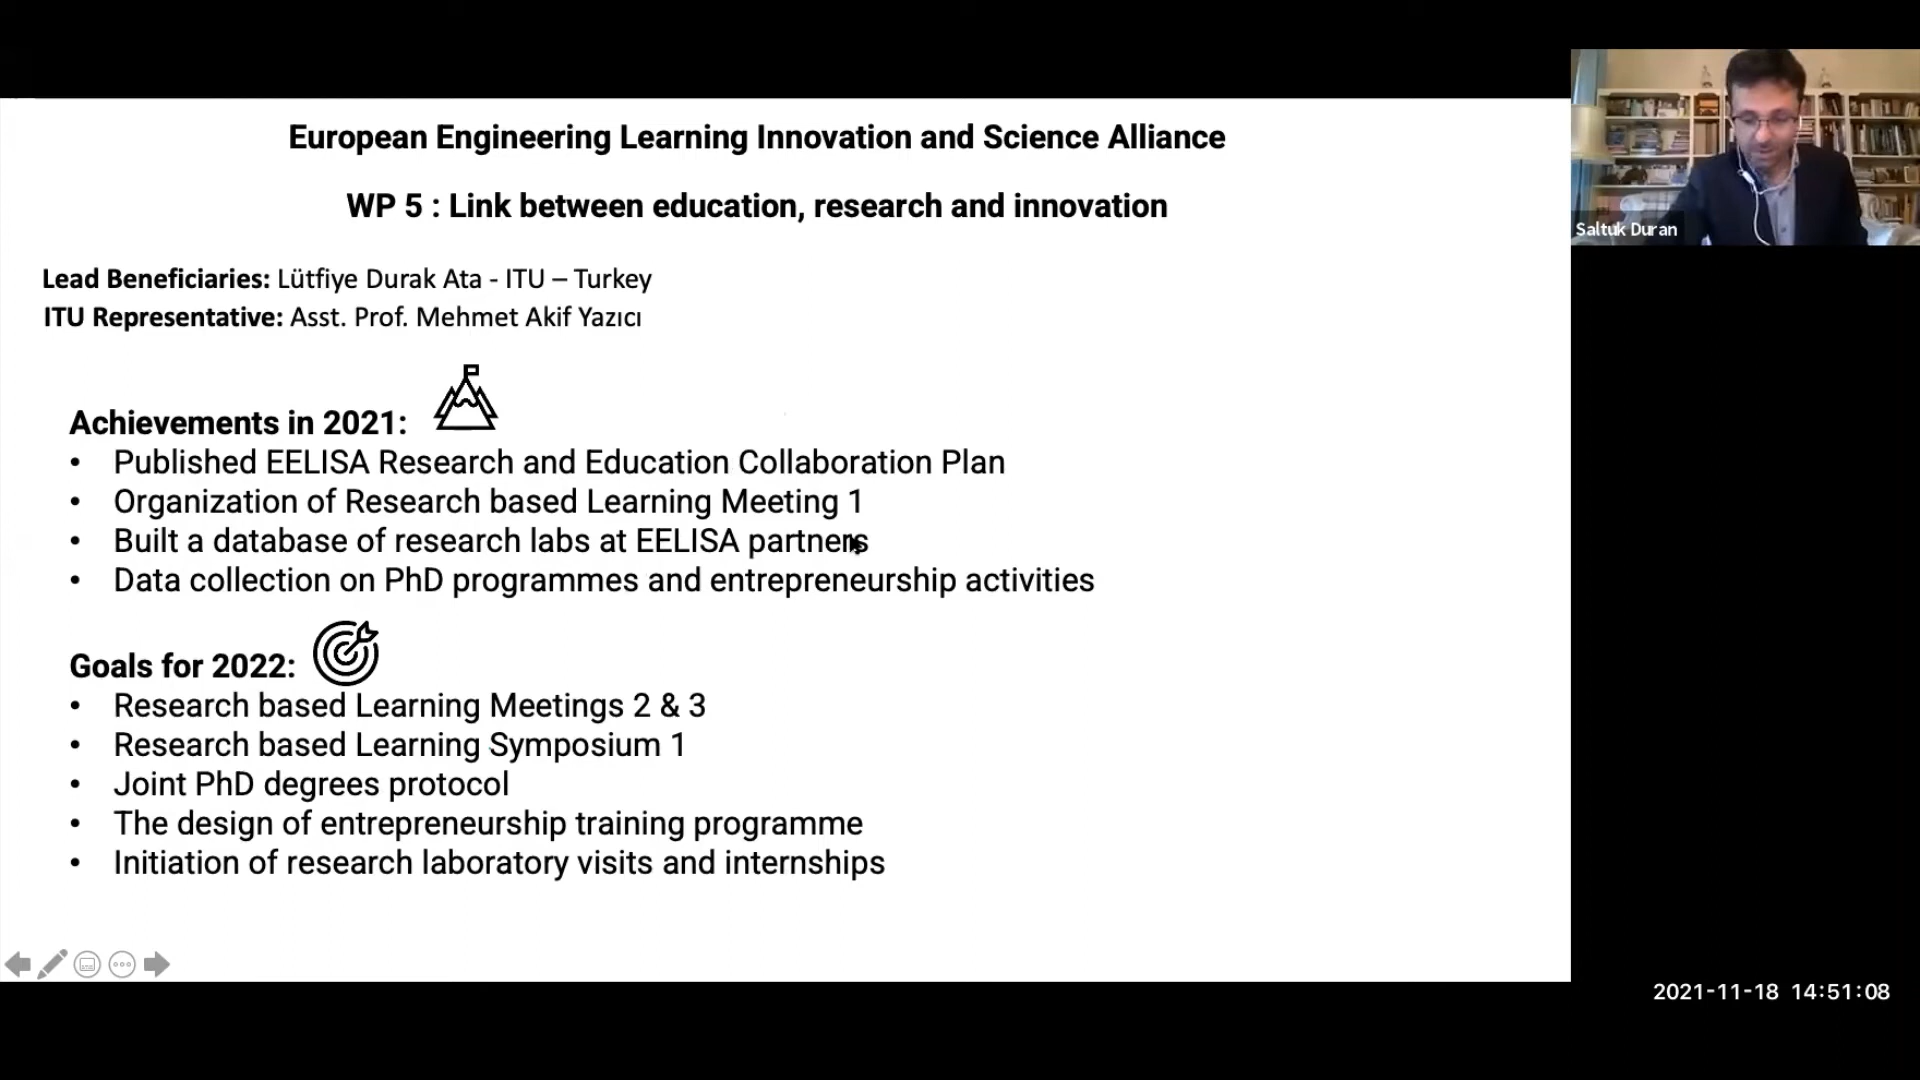 European Engineering Learning Innovation and Science Alliance
WP 5 : Link between education, research and innovation
Lead Beneficiaries: Lütfiye Durak Ata - ITU – Turkey
ITU Representative: Asst. Prof. Mehmet Akif Yazıcı
Achievements in 2021:
• Published EELISA Research and Education Collaboration Plan
• Organization of Research based Learning Meeting 1
• Built a database of research labs at EELISA partners
• Data collection on PhD programmes and entrepreneurship activities
Goals for 2022:
• Research based Learning Meetings 2 & 3
• Research based Learning Symposium 1
• Joint PhD degrees protocol
• The design of entrepreneurship training programme
• Initiation of research laboratory visits and internships
Saltuk Duran
2021-11-18 14:51:08